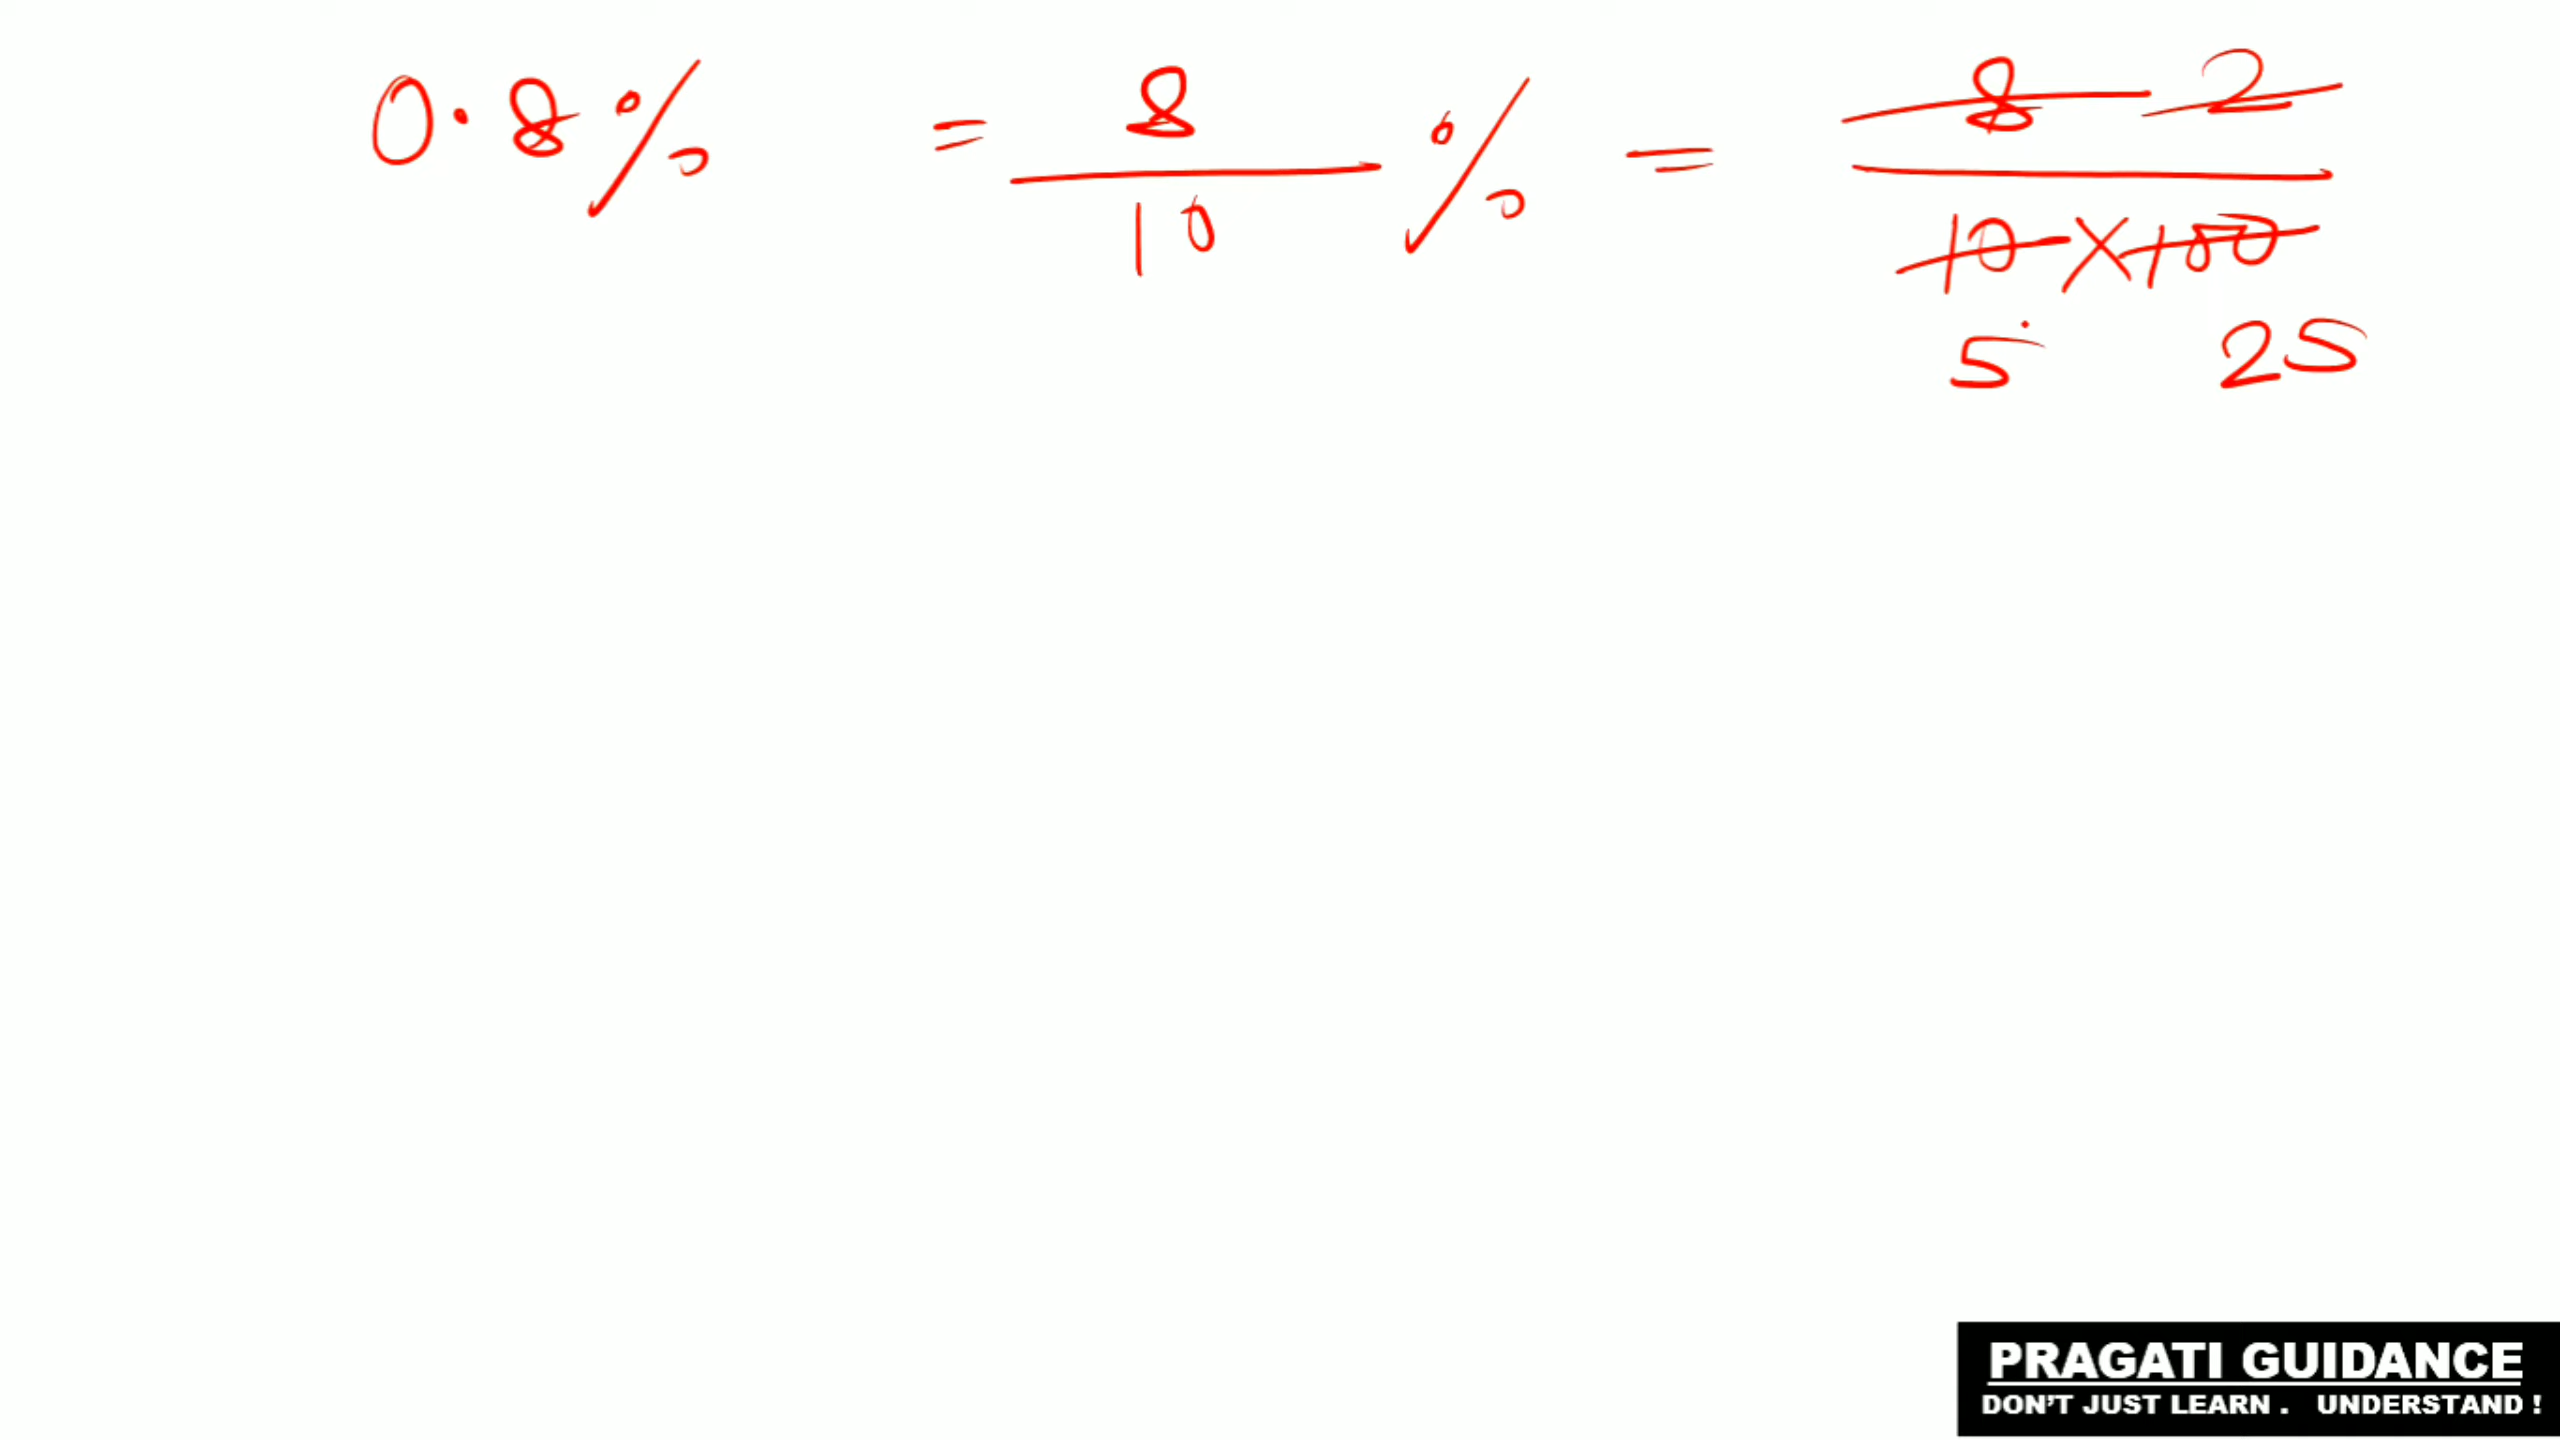 0.8% = 8/10 % = 8 2
10 X 100
5 25
PRAGATI GUIDANCE
DON'T JUST LEARN . UNDERSTAND !